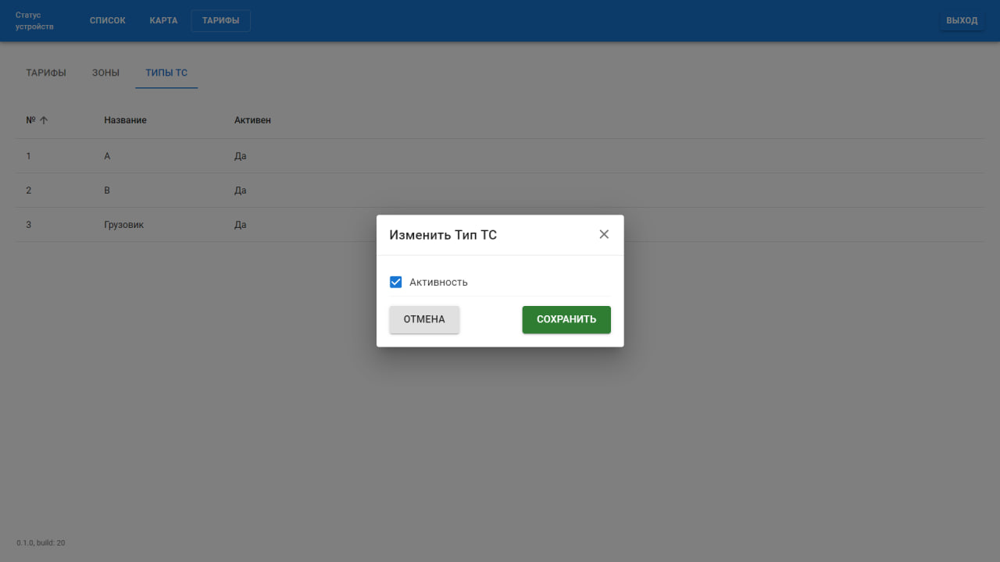 Статус
устройств
СПИСОК
КАРТА
ТАРИФЫ
ВЫХОД
ТАРИФЫ
ЗОНЫ
ТИПЫ ТС
№ Название Активен
1 A Да
2 B Да
3 Грузовик Да
Изменить Тип ТС
Активность
ОТМЕНА
СОХРАНИТЬ
0.1.0, build: 20